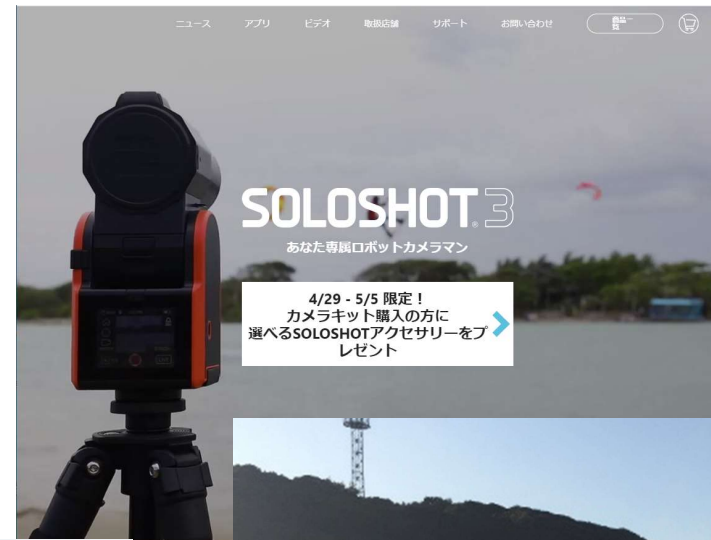 ニュース アプリ ビデオ 取扱店舗 サポート お問い合わせ
SOLOSHOT®3
あなた専属ロボットカメラマン
4/29 - 5/5 限定！
カメラキット購入の方に
選べるSOLOSHOTアクセサリーをプ
レゼント